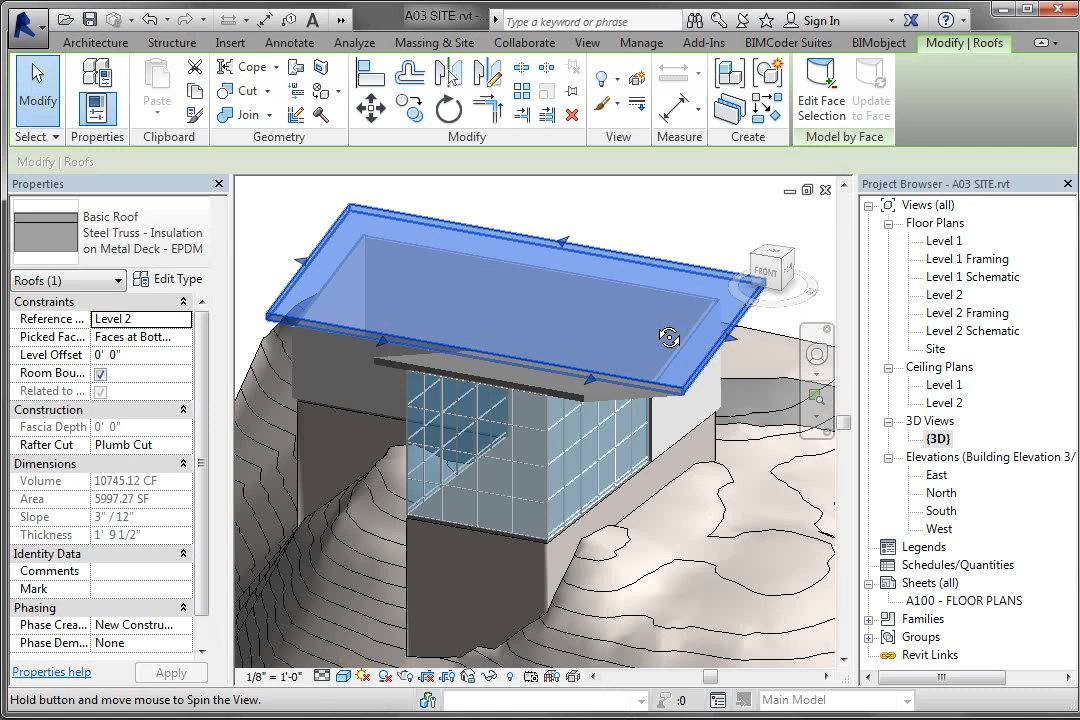 A03 SITE.rvt -...
Type a keyword or phrase
Sign In
Architecture Structure Insert Annotate Analyze Massing & Site Collaborate View Manage Add-Ins BIMcoder Suites BIMobject Modify | Roofs
Modify
Paste
Cope
Cut
Join
Edit Face Selection
Update to Face
Select Properties Clipboard Geometry Modify View Measure Create Model by Face
Modify | Roofs
Properties
Basic Roof
Steel Truss - Insulation
on Metal Deck - EPDM
Roofs (1) Edit Type
Constraints
Reference ... Level 2
Picked Fac... Faces at Bott...
Level Offset 0' 0"
Room Bou...
Related to ...
Construction
Fascia Depth 0' 0"
Rafter Cut Plumb Cut
Dimensions
Volume 10745.12 CF
Area 5997.27 SF
Slope 3" / 12"
Thickness 1' 9 1/2"
Identity Data
Comments
Mark
Phasing
Phase Crea... New Constru...
Phase Dem... None
Properties help Apply
FRONT
1/8" = 1'-0"
Project Browser - A03 SITE.rvt
Views (all)
Floor Plans
Level 1
Level 1 Framing
Level 1 Schematic
Level 2
Level 2 Framing
Level 2 Schematic
Site
Ceiling Plans
Level 1
Level 2
3D Views
{3D}
Elevations (Building Elevation 3/
East
North
South
West
Legends
Schedules/Quantities
Sheets (all)
A100 - FLOOR PLANS
Families
Groups
Revit Links
Hold button and move mouse to Spin the View.
:0
Main Model